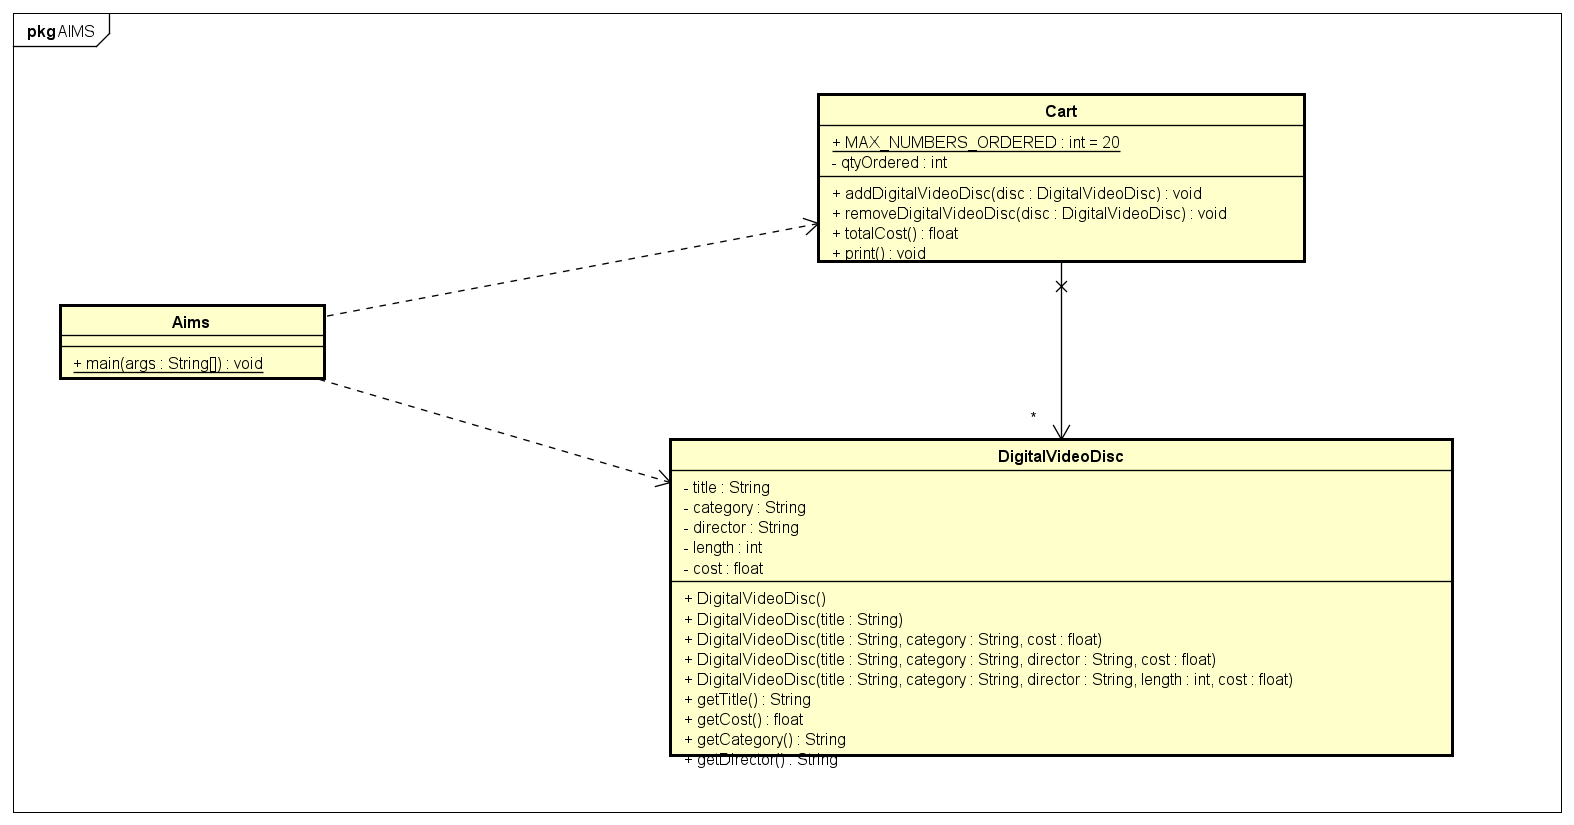 pkg AIMS
Cart
+ MAX_NUMBERS_ORDERED : int = 20
- qtyOrdered : int
+ addDigitalVideoDisc(disc : DigitalVideoDisc) : void
+ removeDigitalVideoDisc(disc : DigitalVideoDisc) : void
+ totalCost() : float
+ print() : void
Aims
+ main(args : String[]) : void
*
DigitalVideoDisc
- title : String
- category : String
- director : String
- length : int
- cost : float
+ DigitalVideoDisc()
+ DigitalVideoDisc(title : String)
+ DigitalVideoDisc(title : String, category : String, cost : float)
+ DigitalVideoDisc(title : String, category : String, director : String, cost : float)
+ DigitalVideoDisc(title : String, category : String, director : String, length : int, cost : float)
+ getTitle() : String
+ getCost() : float
+ getCategory() : String
+ getDirector() : String